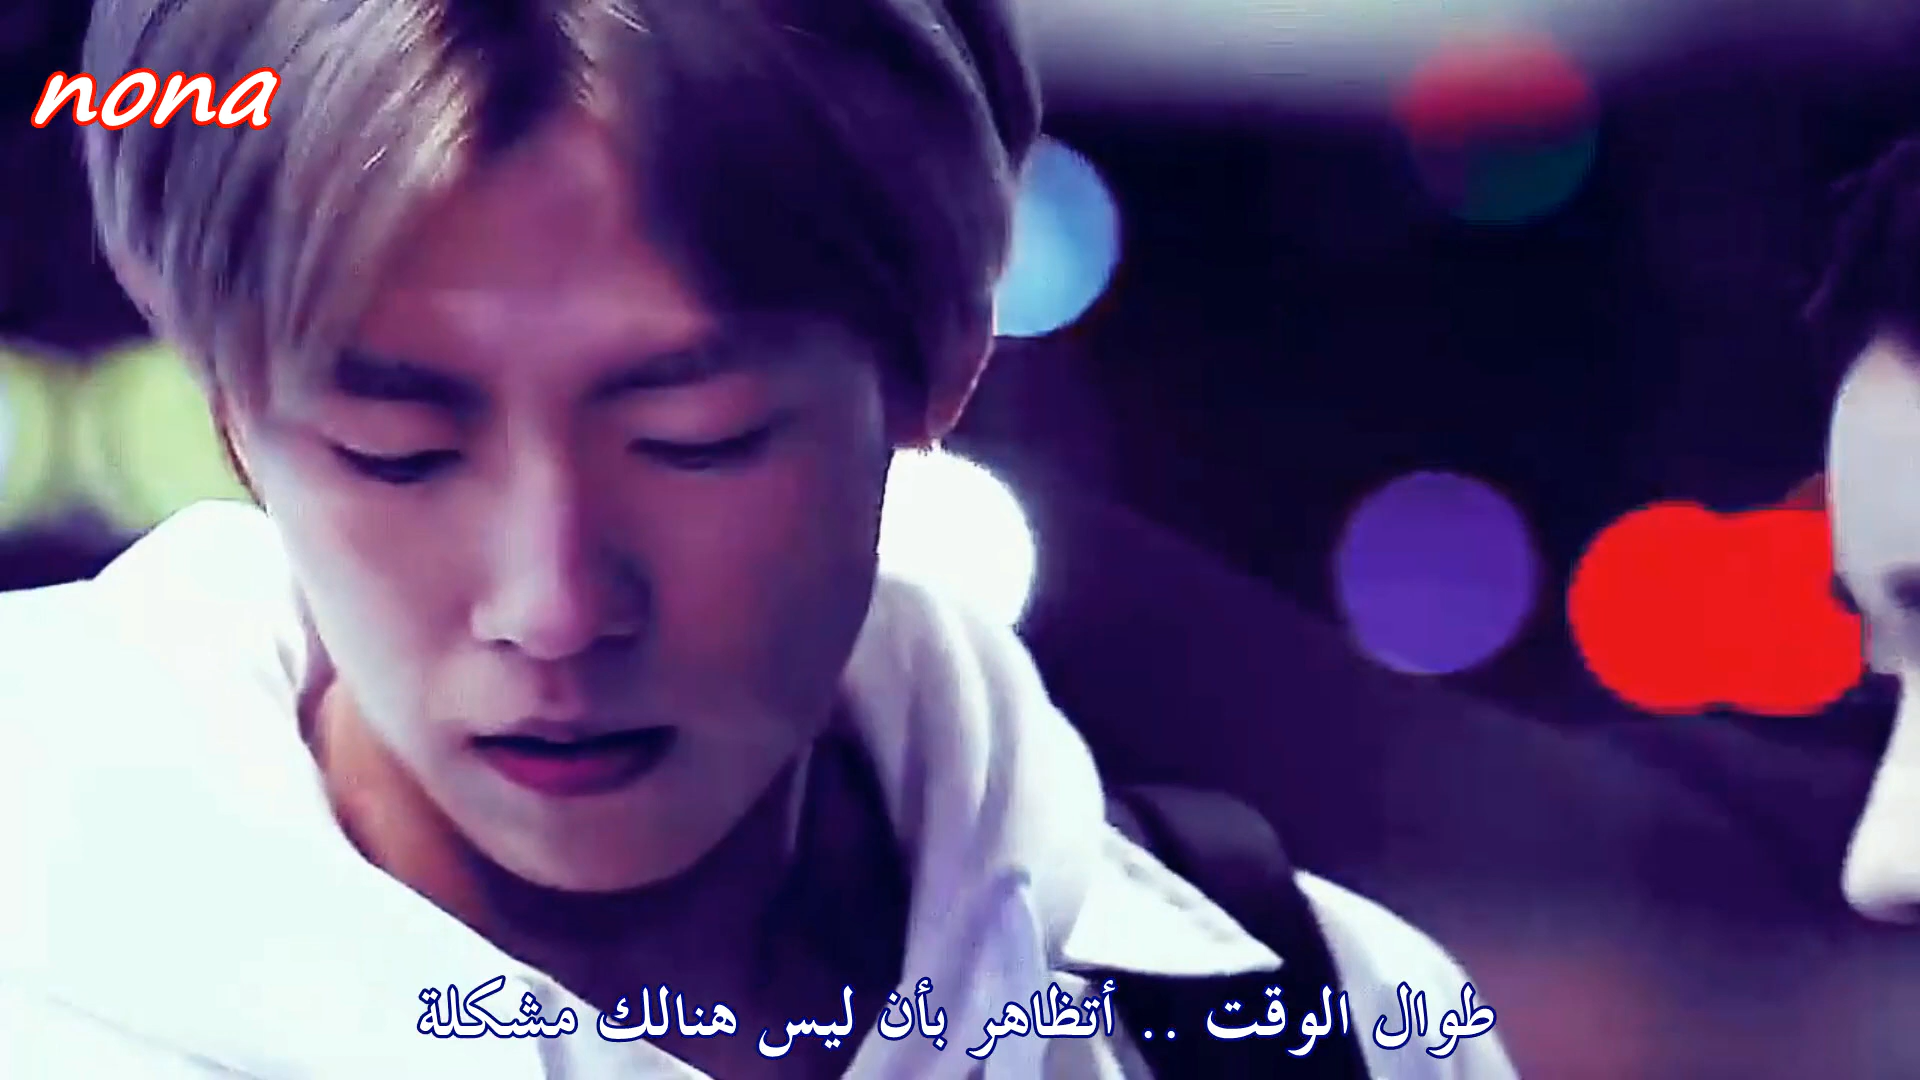 nona
طوال الوقت .. أتظاهر بأن ليس هنالك مشكلة